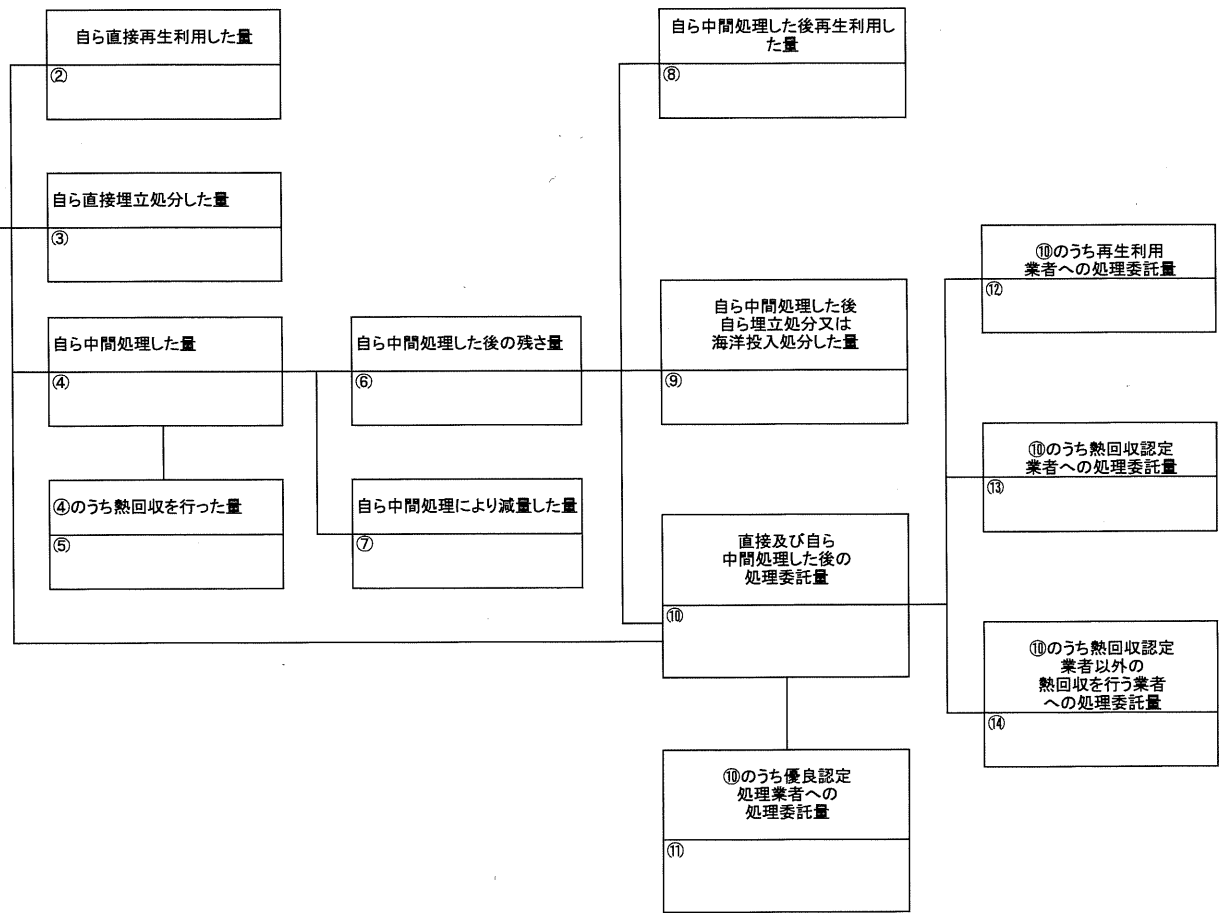 自ら直接再生利用した量
②
自ら直接埋立処分した量
③
自ら中間処理した量
④
④のうち熱回収を行った量
⑤
自ら中間処理した後の残さ量
⑥
自ら中間処理により減量した量
⑦
自ら中間処理した後再生利用し
た量
⑧
自ら中間処理した後
自ら埋立処分又は
海洋投入処分した量
⑨
直接及び自ら
中間処理した後の
処理委託量
⑩
⑩のうち優良認定
処理業者への
処理委託量
⑪
⑩のうち再生利用
業者への処理委託量
⑫
⑩のうち熱回収認定
業者への処理委託量
⑬
⑩のうち熱回収認定
業者以外の
熱回収を行う業者
への処理委託量
⑭